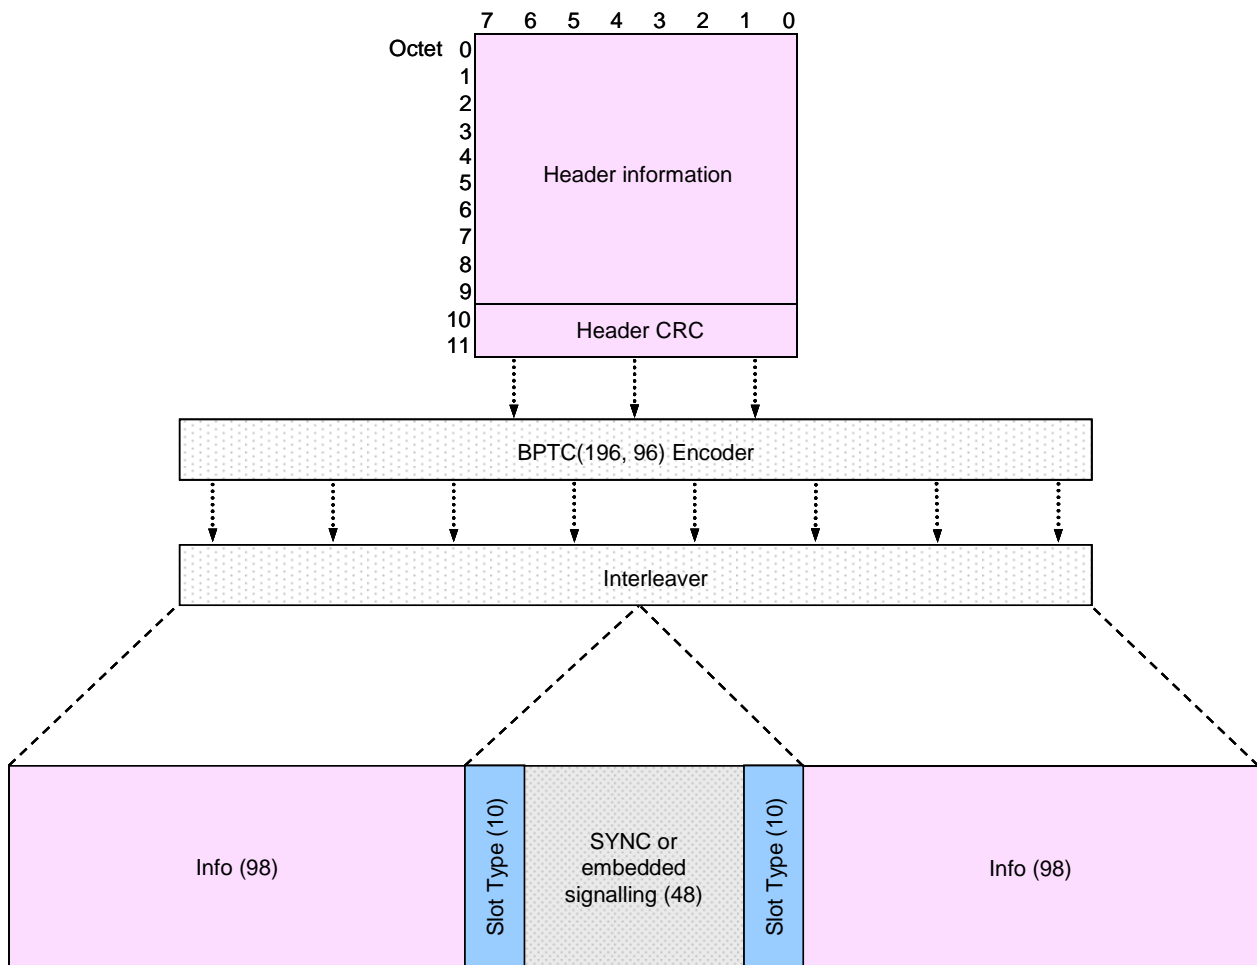 7 6 5 4 3 2 1 0
Octet 0
1
2
3
4
5
6
7
8
9
10
11
Header information
Header CRC
BPTC(196, 96) Encoder
Interleaver
Info (98)
Slot Type (10)
SYNC or
embedded
signalling (48)
Slot Type (10)
Info (98)